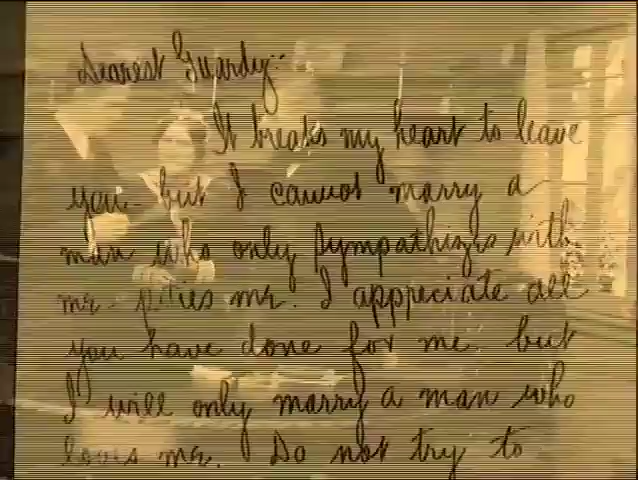 Dearest Guardy:-
It breaks my heart to leave
you- but I cannot marry a
man who only sympathizes with
me- pities me. I appreciate all
you have done for me but
I will only marry a man who
loves me. Do not try to